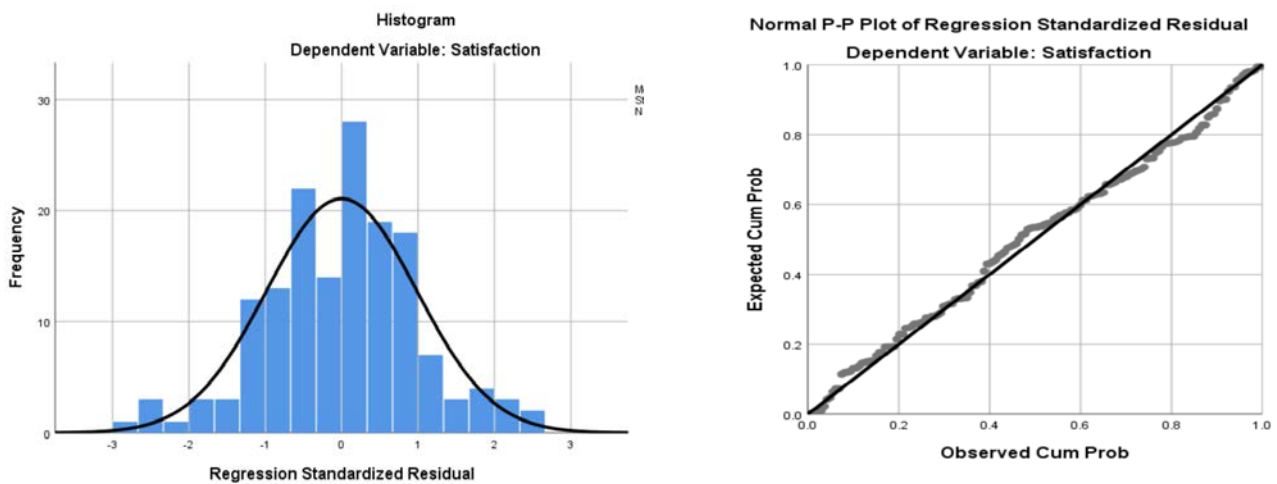 Histogram
Dependent Variable: Satisfaction
30
20
10
0
-3
-2
-1
0
1
2
3
Frequency
Regression Standardized Residual
N
Normal P-P Plot of Regression Standardized Residual
Dependent Variable: Satisfaction
1.0
0.8
0.6
0.4
0.2
0.0
0.0
0.2
0.4
0.6
0.8
1.0
Expected Cum Prob
Observed Cum Prob